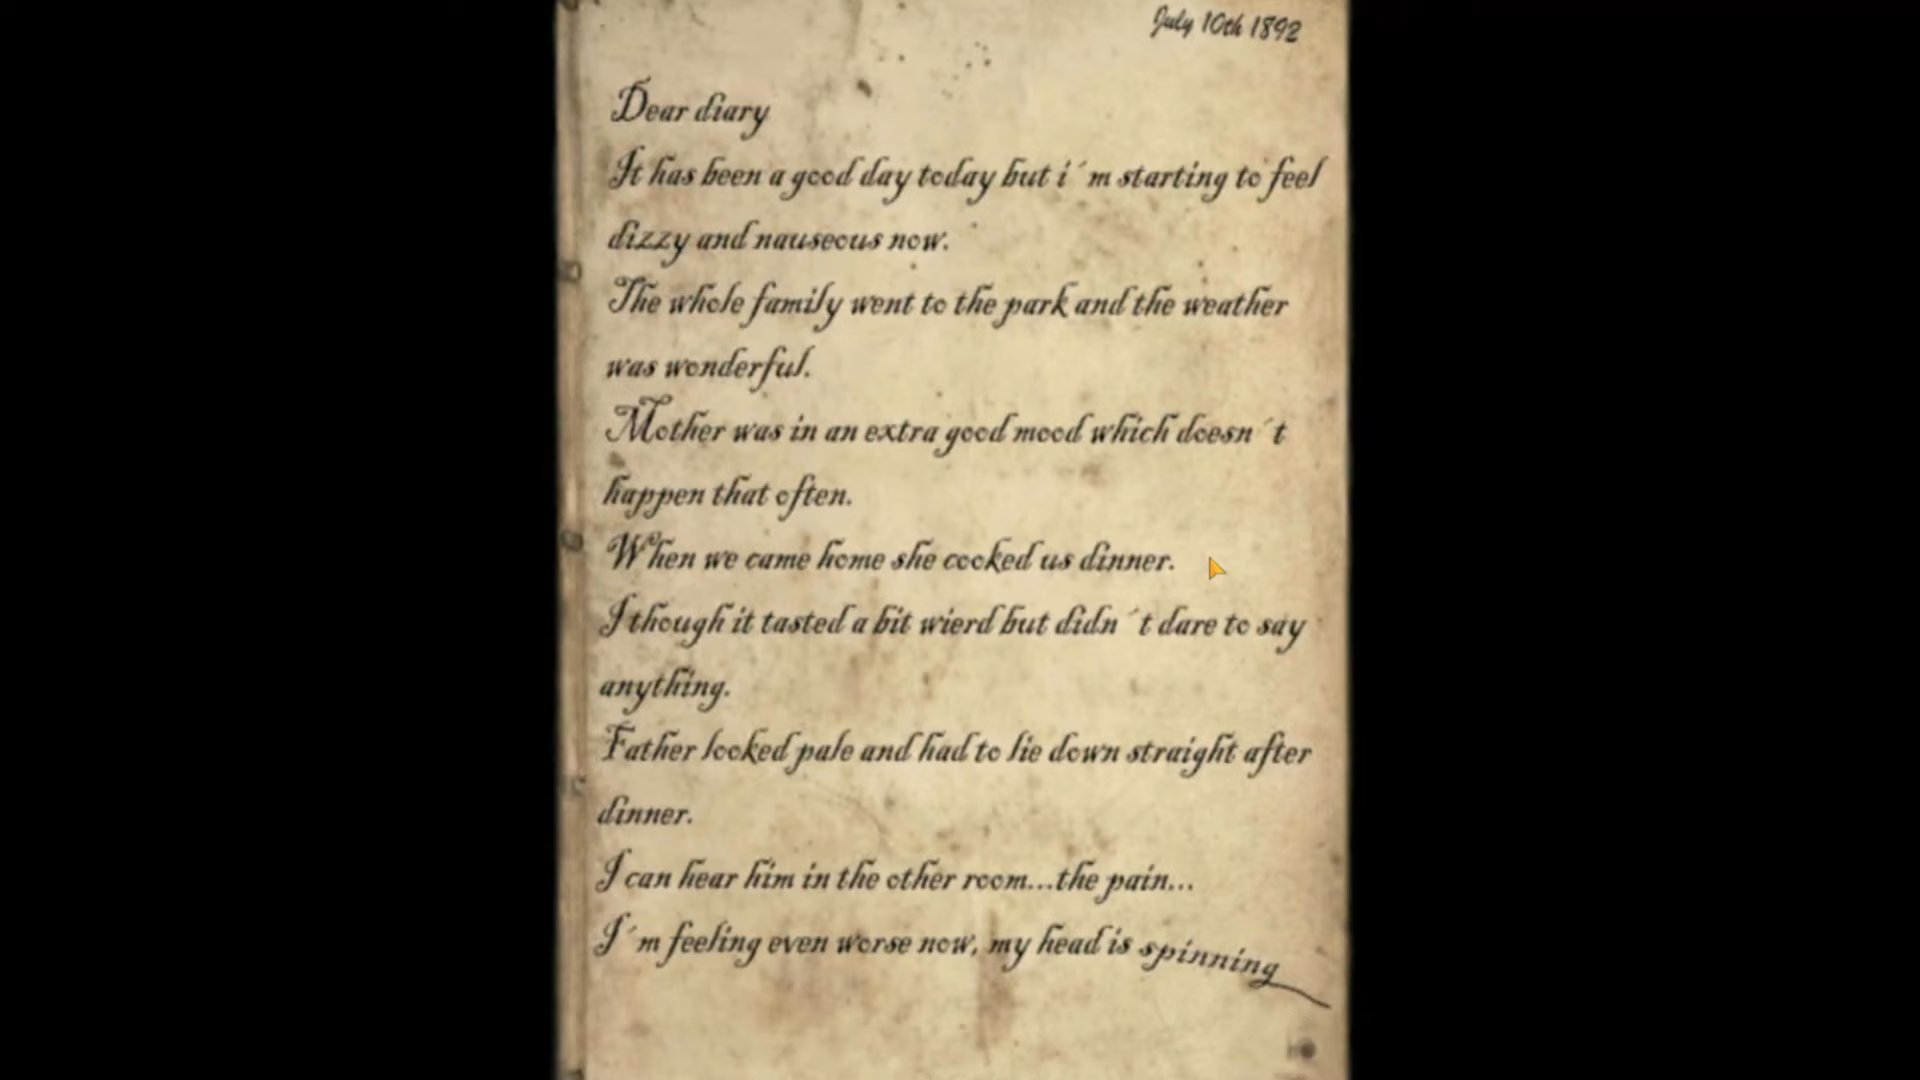 July 10th 1892
Dear diary
It has been a good day today but i´m starting to feel
dizzy and nauseous now.
The whole family went to the park and the weather
was wonderful.
Mother was in an extra good mood which doesn´t
happen that often.
When we came home she cooked us dinner.
I though it tasted a bit wierd but didn´t dare to say
anything.
Father looked pale and had to lie down straight after
dinner.
I can hear him in the other room...the pain...
I´m feeling even worse now, my head is spinning